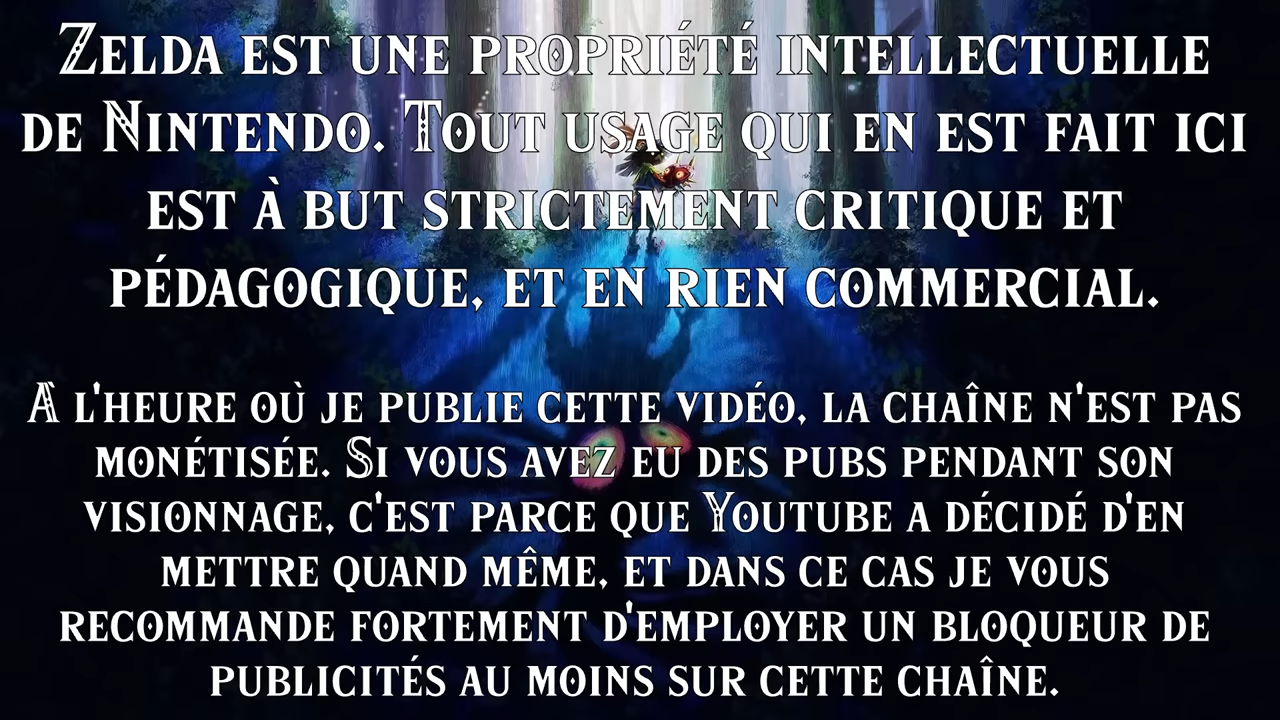 Zelda est une propriété intellectuelle
de Nintendo. Tout usage qui en est fait ici
est à but strictement critique et
pédagogique, et en rien commercial.
A l'heure où je publie cette vidéo, la chaîne n'est pas
monétisée. Si vous avez eu des pubs pendant son
visionnage, c'est parce que Youtube a décidé d'en
mettre quand même, et dans ce cas je vous
recommande fortement d'employer un bloqueur de
publicités au moins sur cette chaîne.